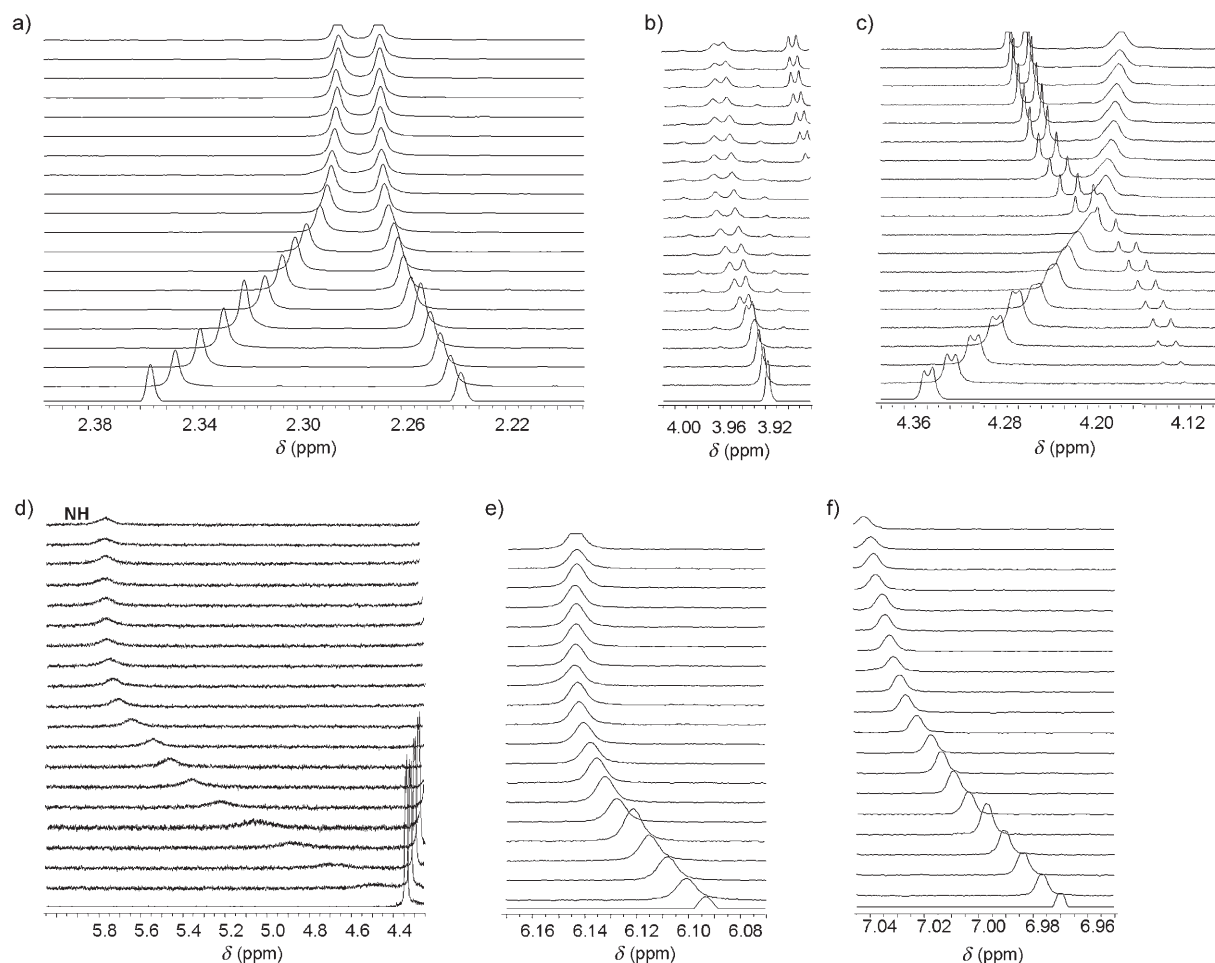 a)
2.38 2.34 2.30 2.26 2.22
δ (ppm)
b)
4.00 3.96 3.92
δ (ppm)
c)
4.36 4.28 4.20 4.12
δ (ppm)
d)
NH
5.8 5.6 5.4 5.2 5.0 4.8 4.6 4.4
δ (ppm)
e)
6.16 6.14 6.12 6.10 6.08
δ (ppm)
f)
7.04 7.02 7.00 6.98 6.96
δ (ppm)